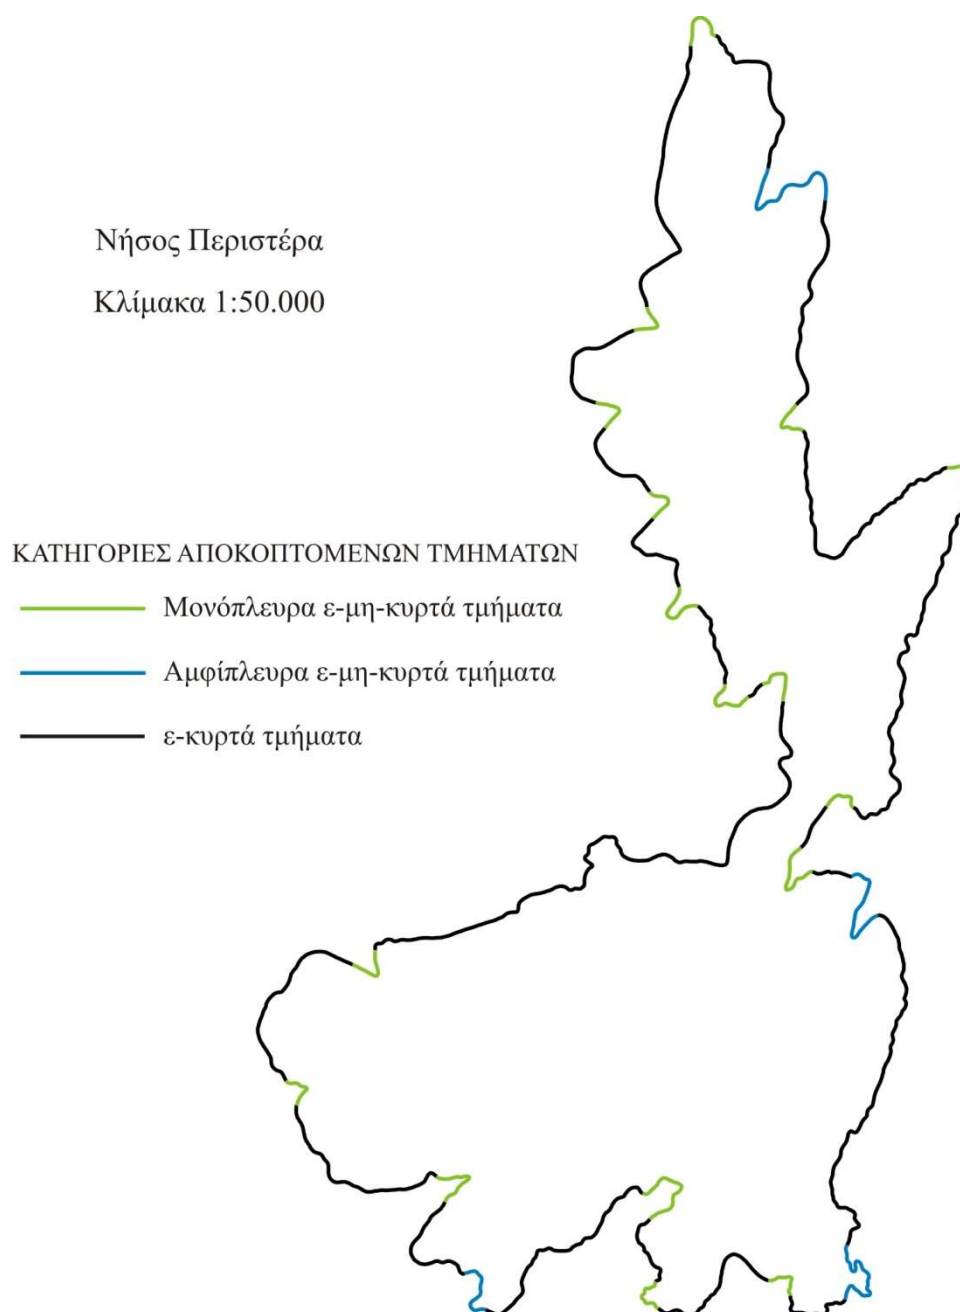 Νήσος Περιστέρα
Κλίμακα 1:50.000
ΚΑΤΗΓΟΡΙΕΣ ΑΠΟΚΟΠΤΟΜΕΝΩΝ ΤΜΗΜΑΤΩΝ
Μονόπλευρα ε-μη-κυρτά τμήματα
Αμφίπλευρα ε-μη-κυρτά τμήματα
ε-κυρτά τμήματα